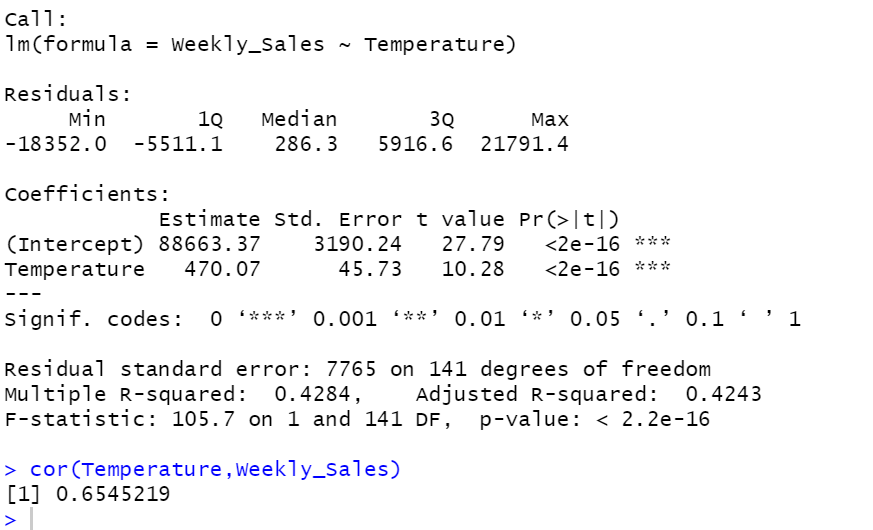 Call:
lm(formula = Weekly_Sales ~ Temperature)
Residuals:
     Min       1Q   Median       3Q      Max
-18352.0  -5511.1    286.3   5916.6  21791.4
Coefficients:
            Estimate Std. Error t value Pr(>|t|)
(Intercept) 88663.37    3190.24   27.79   <2e-16 ***
Temperature   470.07      45.73   10.28   <2e-16 ***
---
Signif. codes:  0 ‘***’ 0.001 ‘**’ 0.01 ‘*’ 0.05 ‘.’ 0.1 ‘ ’ 1
Residual standard error: 7765 on 141 degrees of freedom
Multiple R-squared:  0.4284,	Adjusted R-squared:  0.4243
F-statistic: 105.7 on 1 and 141 DF,  p-value: < 2.2e-16
> cor(Temperature,Weekly_Sales)
[1] 0.6545219
>